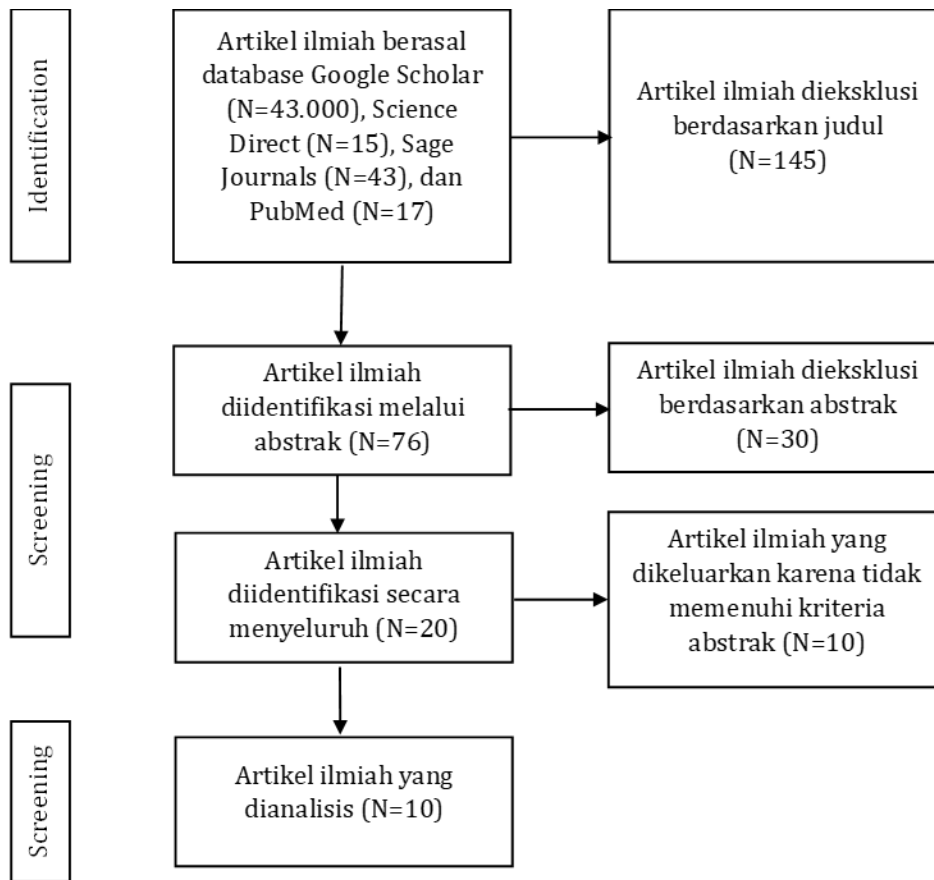 Identification
Artikel ilmiah berasal
database Google Scholar
(N=43.000), Science
Direct (N=15), Sage
Journals (N=43), dan
PubMed (N=17)
Artikel ilmiah dieksklusi
berdasarkan judul
(N=145)
Screening
Artikel ilmiah
diidentifikasi melalui
abstrak (N=76)
Artikel ilmiah dieksklusi
berdasarkan abstrak
(N=30)
Artikel ilmiah
diidentifikasi secara
menyeluruh (N=20)
Artikel ilmiah yang
dikeluarkan karena tidak
memenuhi kriteria
abstrak (N=10)
Screening
Artikel ilmiah yang
dianalisis (N=10)